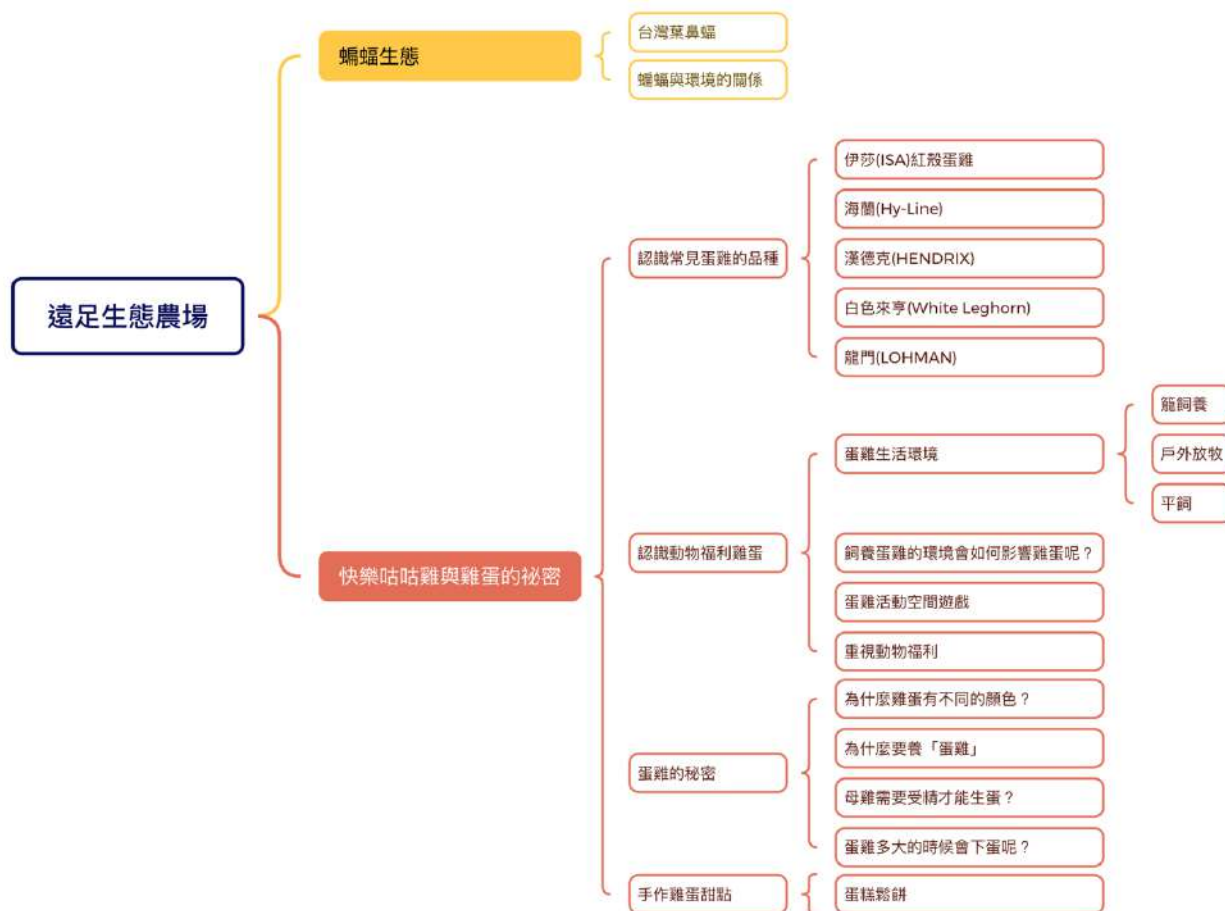 遠足生態農場
蝙蝠生態
台灣葉鼻蝠
蝙蝠與環境的關係
快樂咕咕雞與雞蛋的祕密
認識常見蛋雞的品種
伊莎(ISA)紅殼蛋雞
海蘭(Hy-Line)
漢德克(HENDRIX)
白色來亨(White Leghorn)
龍門(LOHMAN)
認識動物福利雞蛋
蛋雞生活環境
籠飼養
戶外放牧
平飼
飼養蛋雞的環境會如何影響雞蛋呢？
蛋雞活動空間遊戲
重視動物福利
蛋雞的秘密
為什麼雞蛋有不同的顏色？
為什麼要養「蛋雞」
母雞需要受精才能生蛋？
蛋雞多大的時候會下蛋呢？
手作雞蛋甜點
蛋糕鬆餅